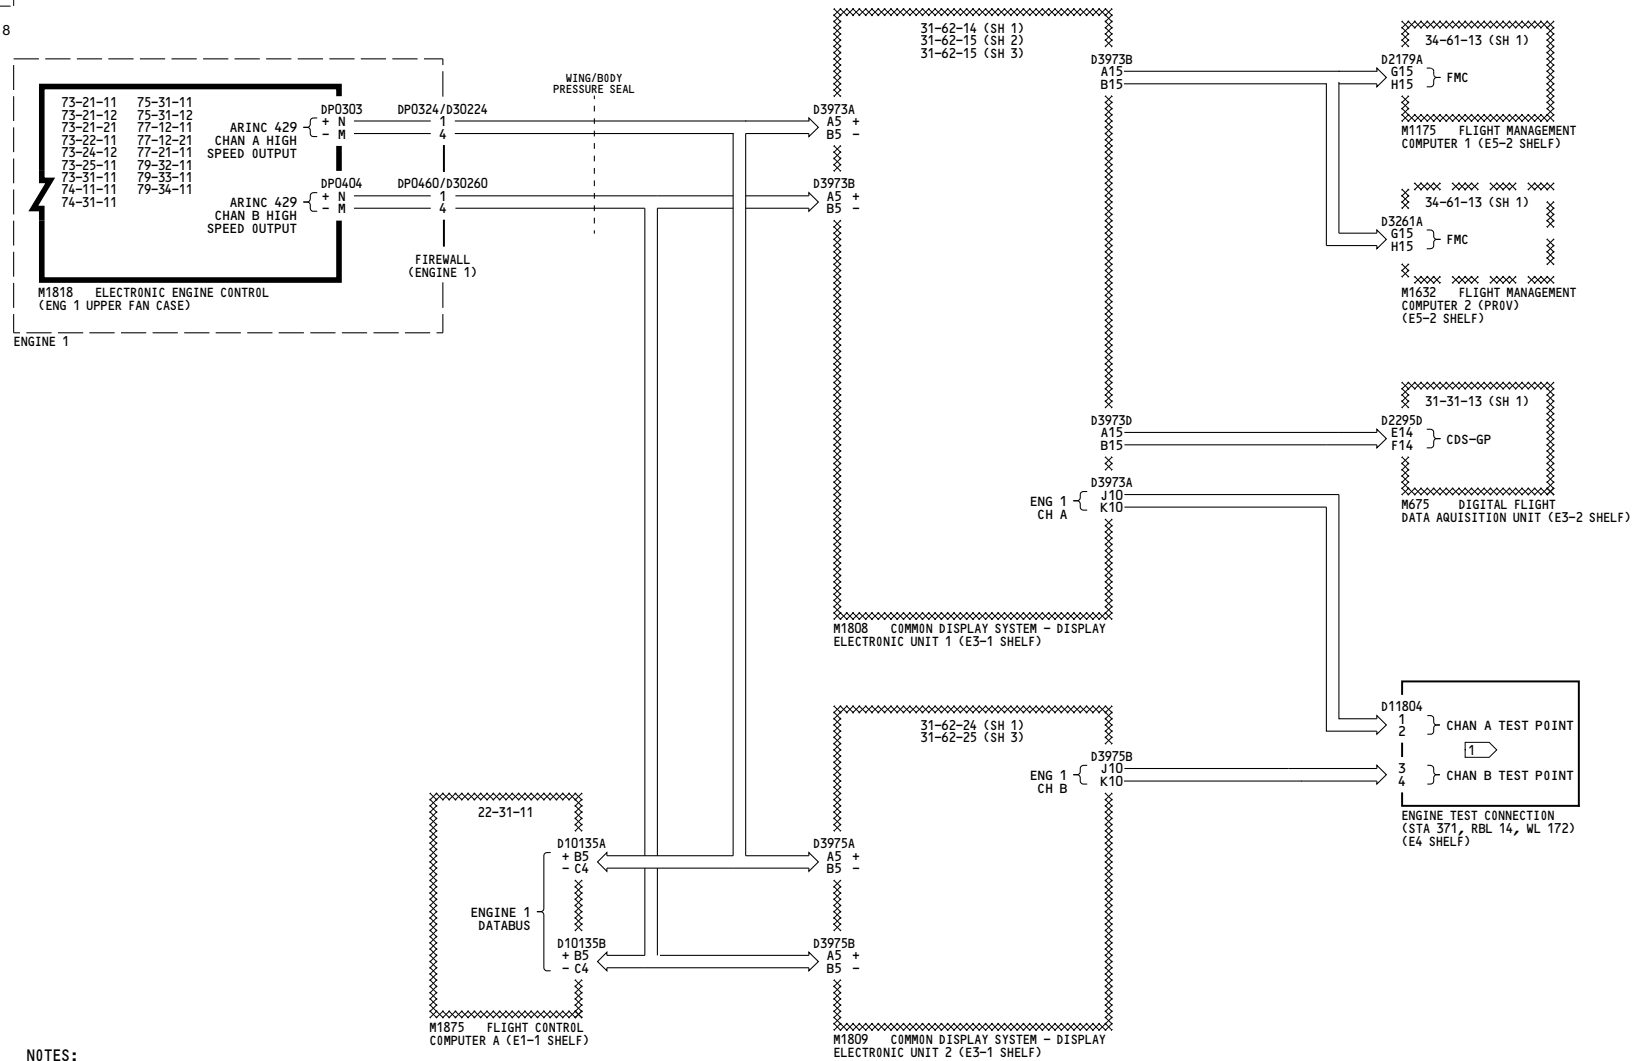 8
73-21-11 75-31-11
73-21-12 75-31-12
73-21-21 77-12-11
73-22-11 77-12-21
73-24-12 77-21-11
73-25-11 79-32-11
73-31-11 79-33-11
74-11-11 79-34-11
74-31-11
ARINC 429
CHAN A HIGH
SPEED OUTPUT
DP0303
+ N
- M
DP0324/D30224
1
4
ARINC 429
CHAN B HIGH
SPEED OUTPUT
DP0404
+ N
- M
DP0460/D30260
1
4
FIREWALL
(ENGINE 1)
M1818 ELECTRONIC ENGINE CONTROL
(ENG 1 UPPER FAN CASE)
ENGINE 1
WING/BODY
PRESSURE SEAL
31-62-14 (SH 1)
31-62-15 (SH 2)
31-62-15 (SH 3)
D3973A
A5 +
B5 -
D3973B
A5 +
B5 -
D3973B
A15
B15
D3973D
A15
B15
D3973A
ENG 1
CH A
J10
K10
M1808 COMMON DISPLAY SYSTEM - DISPLAY
ELECTRONIC UNIT 1 (E3-1 SHELF)
34-61-13 (SH 1)
D2179A
G15
H15
FMC
M1175 FLIGHT MANAGEMENT
COMPUTER 1 (E5-2 SHELF)
34-61-13 (SH 1)
D3261A
G15
H15
FMC
M1632 FLIGHT MANAGEMENT
COMPUTER 2 (PROV)
(E5-2 SHELF)
31-31-13 (SH 1)
D2295D
E14
F14
CDS-GP
M675 DIGITAL FLIGHT
DATA AQUISITION UNIT (E3-2 SHELF)
31-62-24 (SH 1)
31-62-25 (SH 3)
D3975B
ENG 1
CH B
J10
K10
D3975A
A5 +
B5 -
D3975B
A5 +
B5 -
M1809 COMMON DISPLAY SYSTEM - DISPLAY
ELECTRONIC UNIT 2 (E3-1 SHELF)
D11804
1
2
CHAN A TEST POINT
1
3
4
CHAN B TEST POINT
ENGINE TEST CONNECTION
(STA 371, RBL 14, WL 172)
(E4 SHELF)
22-31-11
D10135A
+ B5
- C4
ENGINE 1
DATABUS
D10135B
+ B5
- C4
M1875 FLIGHT CONTROL
COMPUTER A (E1-1 SHELF)
NOTES: